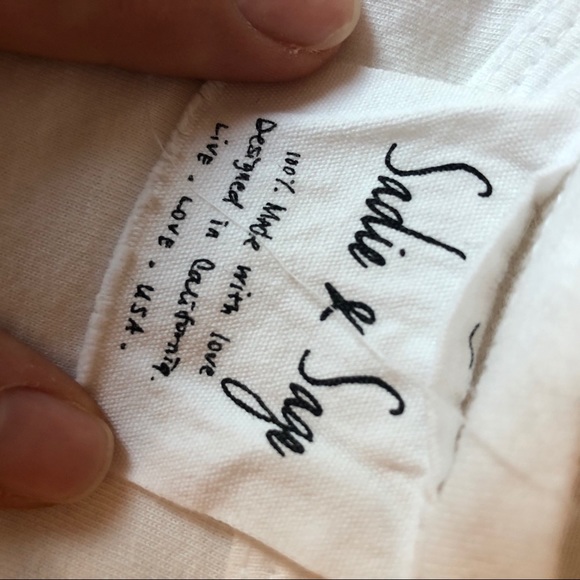 Sadie & Sage
100% Made with love
Designed in California.
Live. Love. USA.